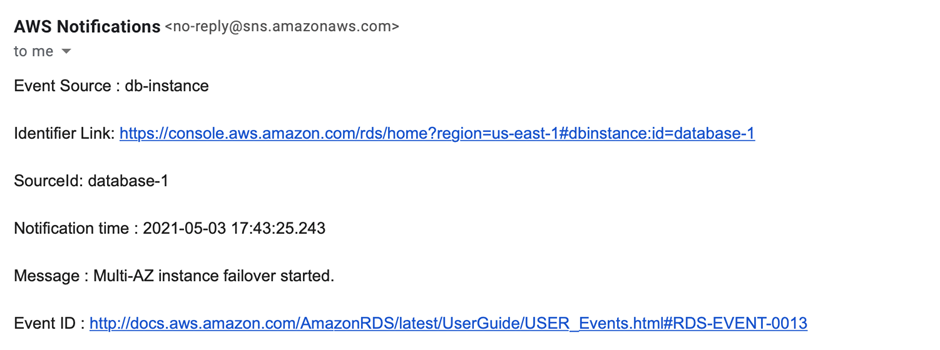 AWS Notifications <no-reply@sns.amazonaws.com>
to me
Event Source : db-instance
Identifier Link: https://console.aws.amazon.com/rds/home?region=us-east-1#dbinstance:id=database-1
SourceId: database-1
Notification time : 2021-05-03 17:43:25.243
Message : Multi-AZ instance failover started.
Event ID : http://docs.aws.amazon.com/AmazonRDS/latest/UserGuide/USER_Events.html#RDS-EVENT-0013